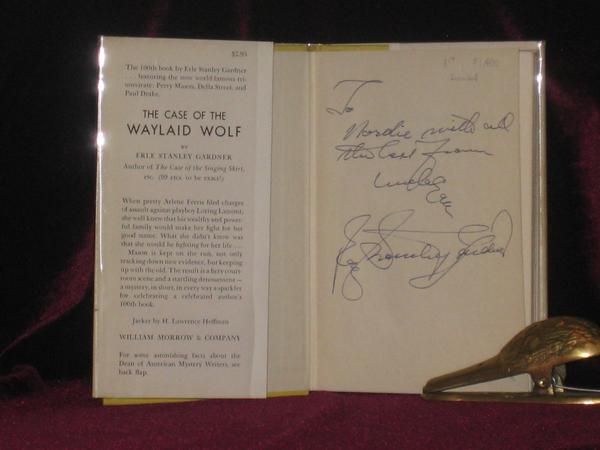 $2.95
The 100th book by Erle Stanley Gardner
. . . featuring the now world-famous tri-
umvirate: Perry Mason, Della Street, and
Paul Drake.
THE CASE OF THE
WAYLAID WOLF
BY
ERLE STANLEY GARDNER
Author of The Case of the Singing Skirt,
etc. (99 etcs. to be exact!)
When pretty Arlene Ferris filed charges
of assault against playboy Loring Lamont,
she well knew that his wealthy and power-
ful family would make her fight for her
good name. What she didn't know was
that she would be fighting for her life . . . .
Mason is kept on the run, not only
tracking down new evidence, but keeping
up with the old. The result is a fiery court-
room scene and a startling denouement—
a mystery, in short, in every way a sparkler
for celebrating a celebrated author's
100th book.
Jacket by H. Lawrence Hoffman
WILLIAM MORROW & COMPANY
For some astonishing facts about the
Dean of American Mystery Writers, see
back flap.
1st $1,400
To
Nordie with all
the best from
Uncle
Erle Stanley Gardner